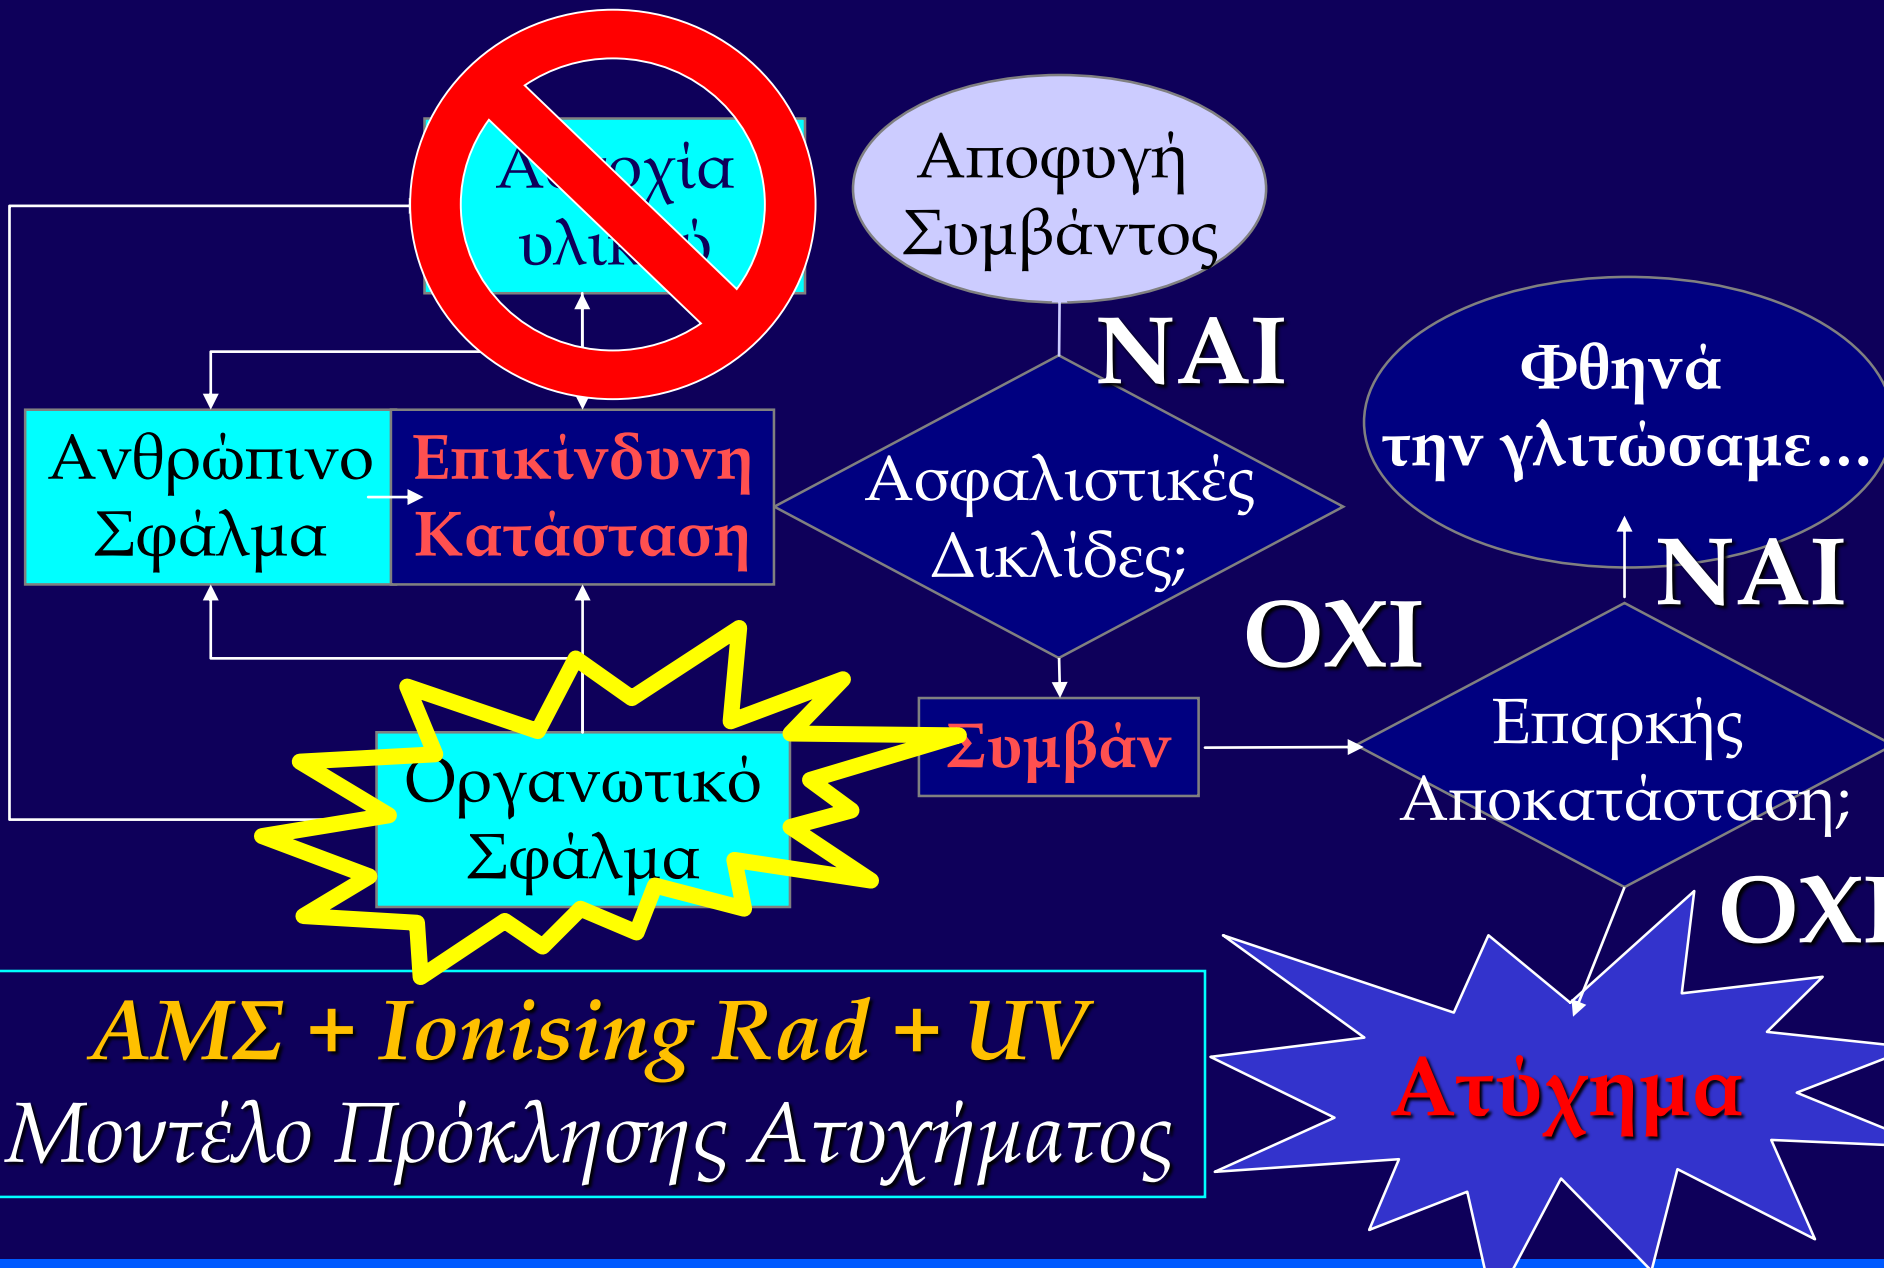 υλικού
Αποφυγή
Συμβάντος
ΝΑΙ
Φθηνά
την γλιτώσαμε...
Ανθρώπινο
Σφάλμα
Επικίνδυνη
Κατάσταση
Ασφαλιστικές
Δικλίδες;
ΝΑΙ
ΟΧΙ
Συμβάν
Επαρκής
Αποκατάσταση;
Οργανωτικό
Σφάλμα
ΟΧΙ
Ατύχημα
ΑΜΣ + Ionising Rad + UV
Μοντέλο Πρόκλησης Ατυχήματος